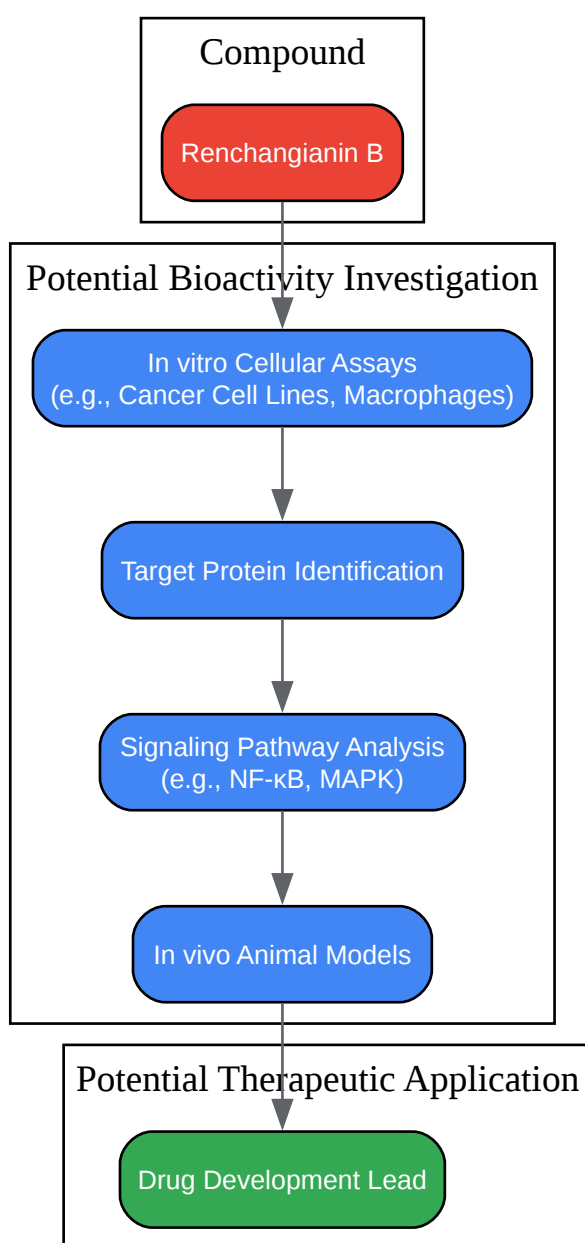 Compound
Renchangianin B
Potential Bioactivity Investigation
In vitro Cellular Assays
(e.g., Cancer Cell Lines, Macrophages)
Target Protein Identification
Signaling Pathway Analysis
(e.g., NF-κB, MAPK)
In vivo Animal Models
Potential Therapeutic Application
Drug Development Lead